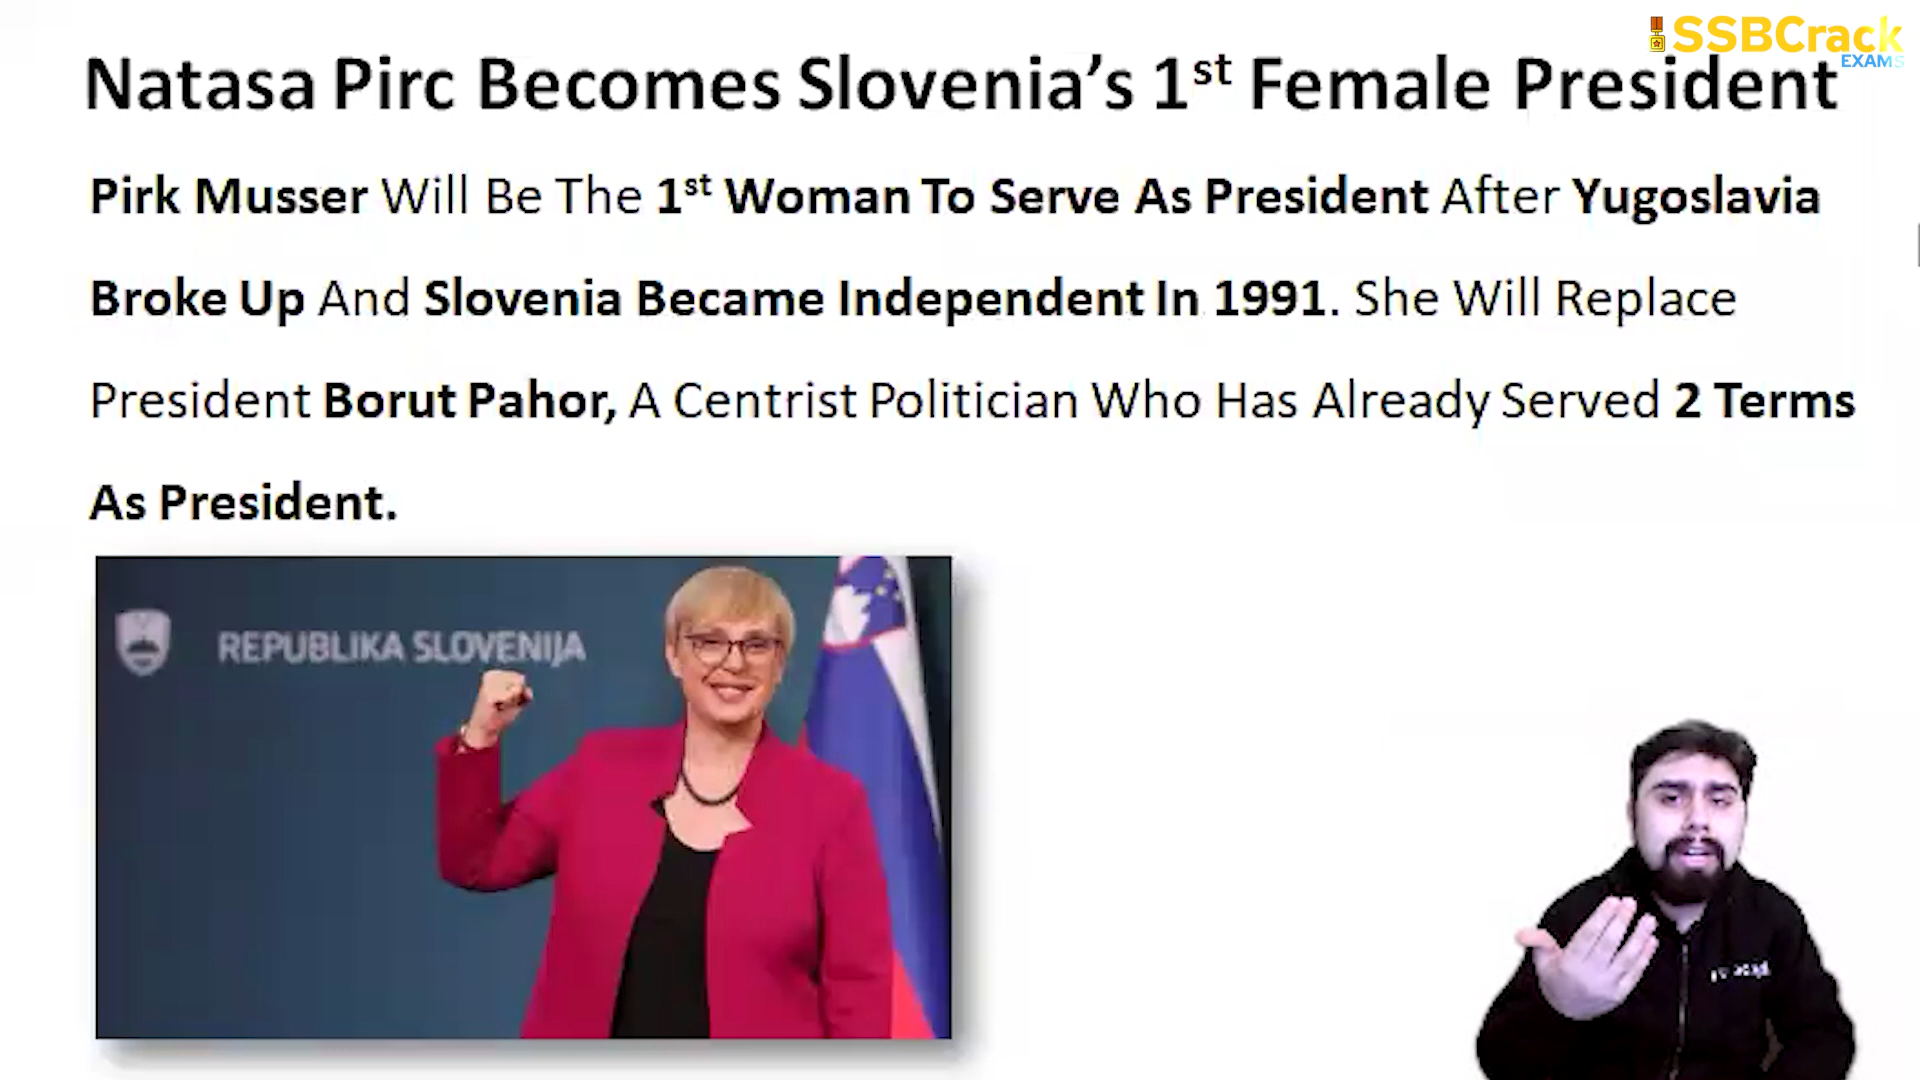 SSBCrack
EXAMS
Natasa Pirc Becomes Slovenia’s 1st Female President
Pirk Musser Will Be The 1st Woman To Serve As President After Yugoslavia
Broke Up And Slovenia Became Independent In 1991. She Will Replace
President Borut Pahor, A Centrist Politician Who Has Already Served 2 Terms
As President.
REPUBLIKA SLOVENIJA